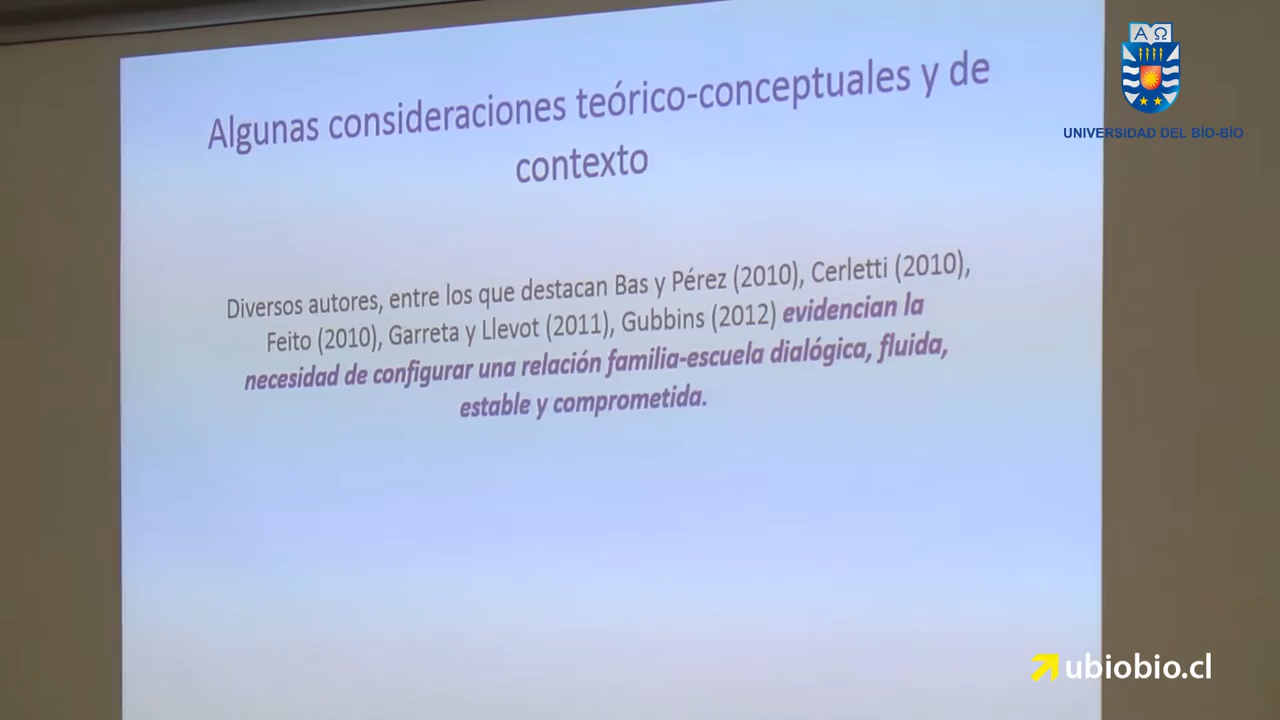 Algunas consideraciones teórico-conceptuales y de
contexto
Diversos autores, entre los que destacan Bas y Pérez (2010), Cerletti (2010),
Feito (2010), Garreta y Llevot (2011), Gubbins (2012) evidencian la
necesidad de configurar una relación familia-escuela dialógica, fluida,
estable y comprometida.
ΑΩ
UNIVERSIDAD DEL BÍO-BÍO
ubiobio.cl